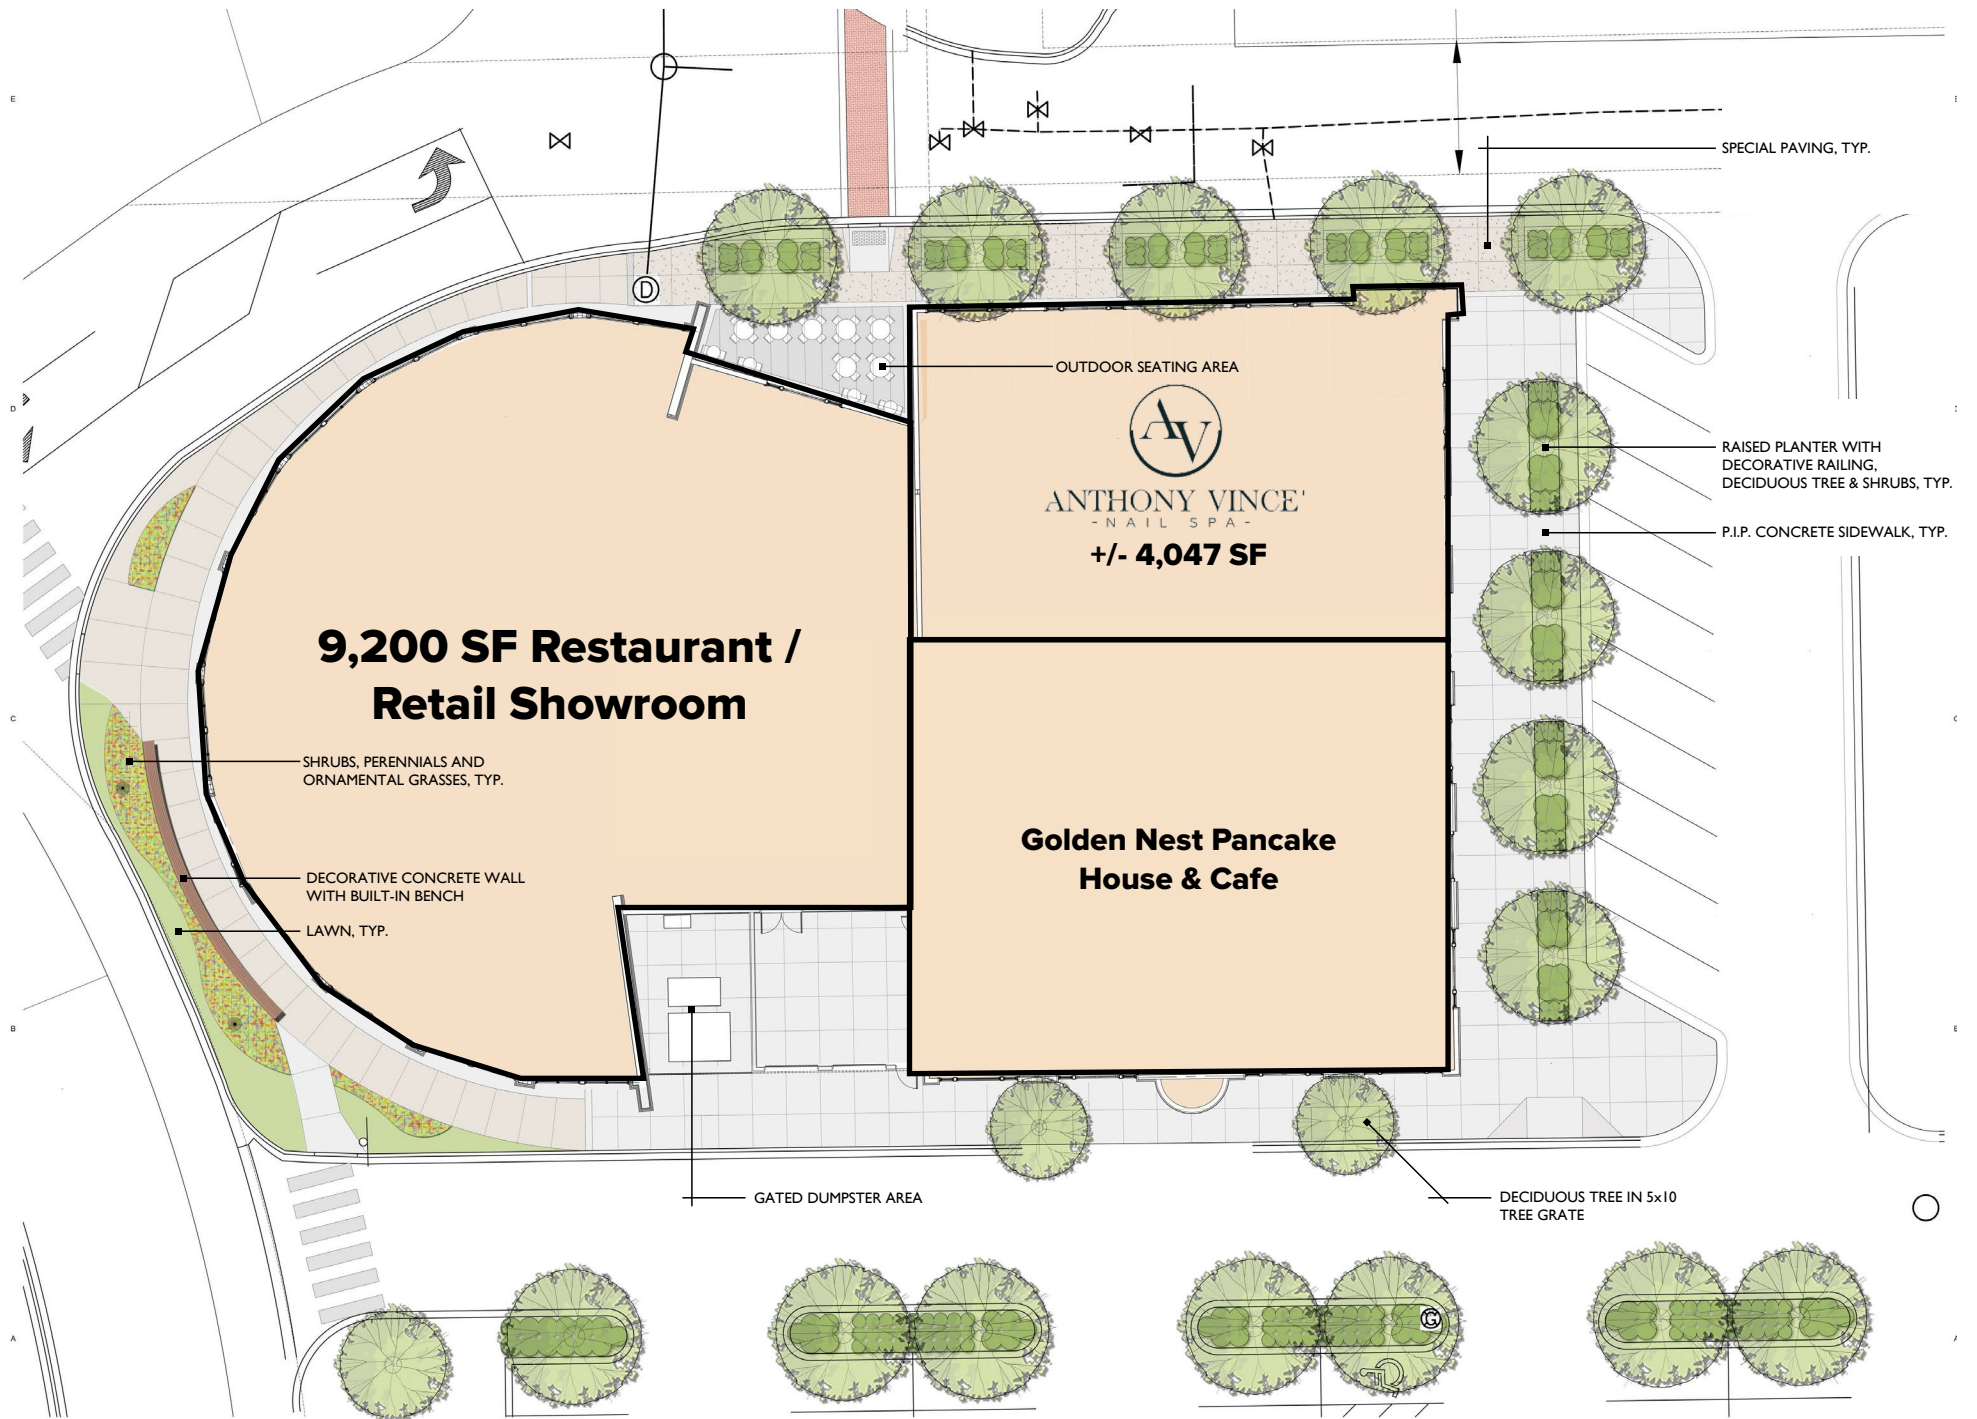 E
E
SPECIAL PAVING, TYP.
D
OUTDOOR SEATING AREA
D
AV
ANTHONY VINCE'
-NAIL SPA-
+/- 4,047 SF
RAISED PLANTER WITH
DECORATIVE RAILING,
DECIDUOUS TREE & SHRUBS, TYP.
P.I.P. CONCRETE SIDEWALK, TYP.
9,200 SF Restaurant /
Retail Showroom
C
C
SHRUBS, PERENNIALS AND
ORNAMENTAL GRASSES, TYP.
Golden Nest Pancake
House & Cafe
DECORATIVE CONCRETE WALL
WITH BUILT-IN BENCH
LAWN, TYP.
B
B
GATED DUMPSTER AREA
DECIDUOUS TREE IN 5x10
TREE GRATE
G
A